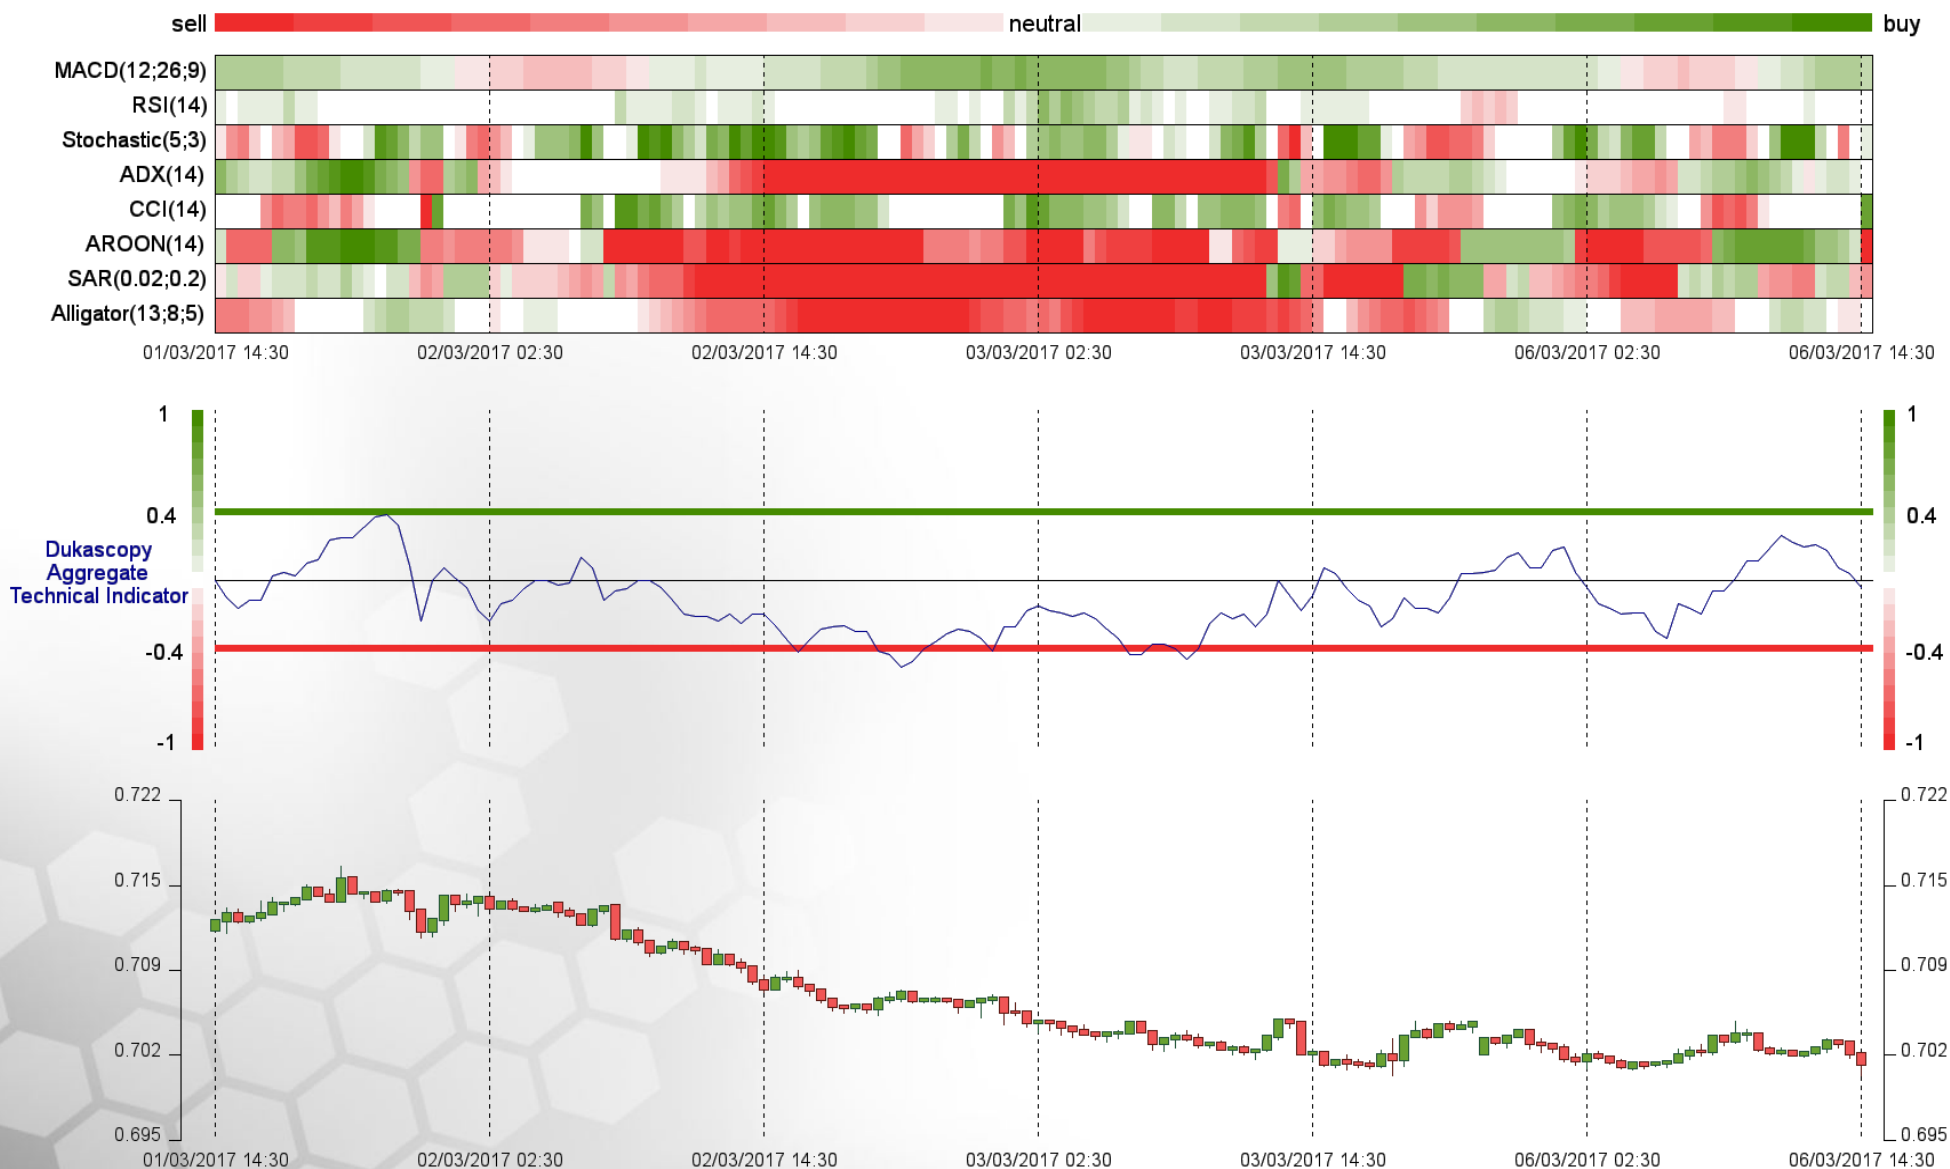 sell neutral buy
MACD(12;26;9)
RSI(14)
Stochastic(5;3)
ADX(14)
CCI(14)
AROON(14)
SAR(0.02;0.2)
Alligator(13;8;5)
01/03/2017 14:30 02/03/2017 02:30 02/03/2017 14:30 03/03/2017 02:30 03/03/2017 14:30 06/03/2017 02:30 06/03/2017 14:30
1 1
0.4 0.4
Dukascopy
Aggregate
Technical Indicator
-0.4 -0.4
-1 -1
0.722 0.722
0.715 0.715
0.709 0.709
0.702 0.702
0.695 0.695
01/03/2017 14:30 02/03/2017 02:30 02/03/2017 14:30 03/03/2017 02:30 03/03/2017 14:30 06/03/2017 02:30 06/03/2017 14:30